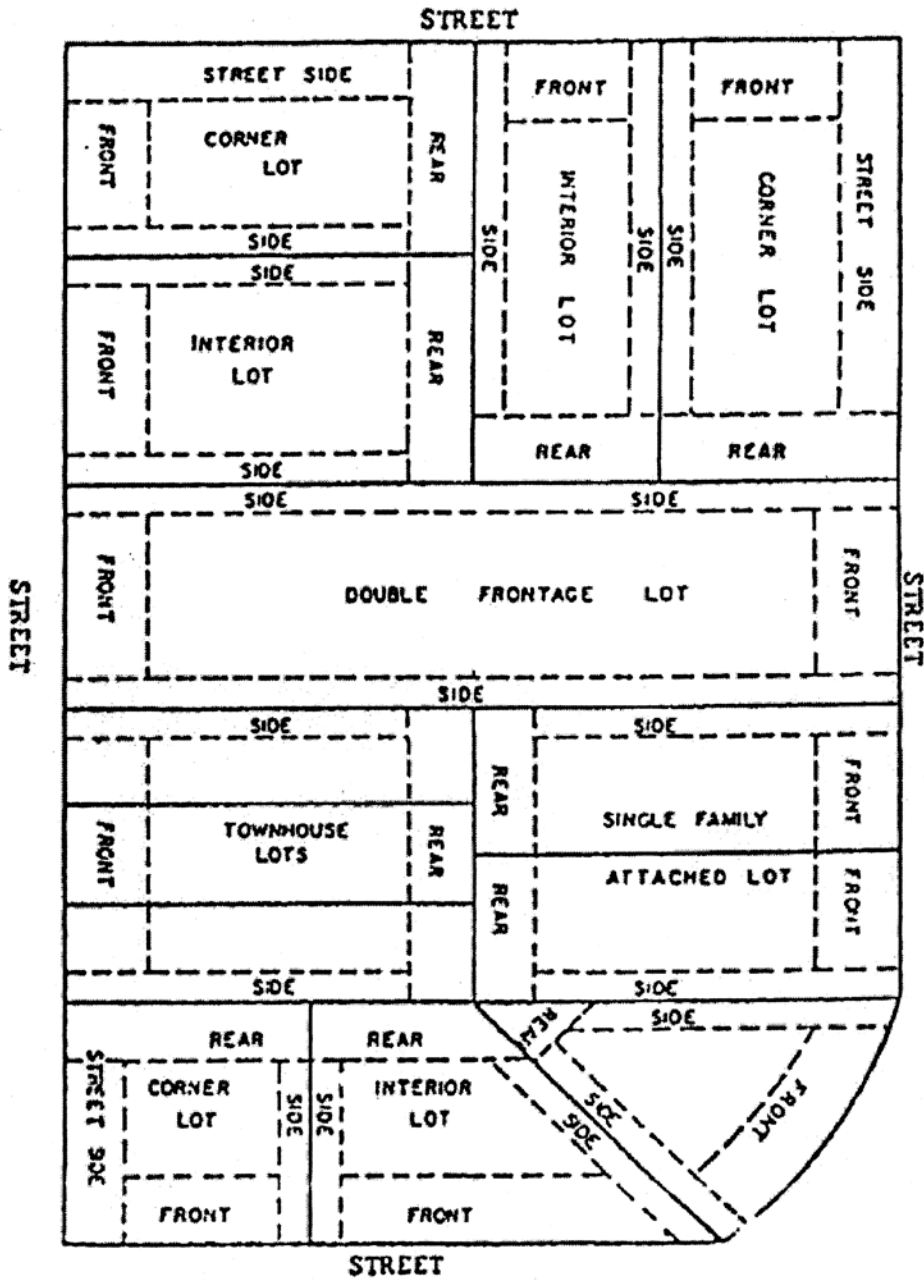 STREET
STREET SIDE
FRONT
FRONT
FRONT
CORNER
LOT
REAR
SIDE
INTERIOR LOT
SIDE
SIDE
CORNER LOT
STREET SIDE
SIDE
SIDE
FRONT
INTERIOR
LOT
REAR
SIDE
REAR
REAR
SIDE
SIDE
STREET
FRONT
DOUBLE FRONTAGE LOT
FRONT
STREET
SIDE
SIDE
SIDE
FRONT
TOWNHOUSE
LOTS
REAR
REAR
SINGLE FAMILY
FRONT
REAR
ATTACHED LOT
FRONT
SIDE
SIDE
REAR
REAR
REAR
SIDE
STREET SIDE
CORNER
LOT
SIDE
SIDE
INTERIOR
LOT
SIDE
SIDE
FRONT
FRONT
FRONT
STREET